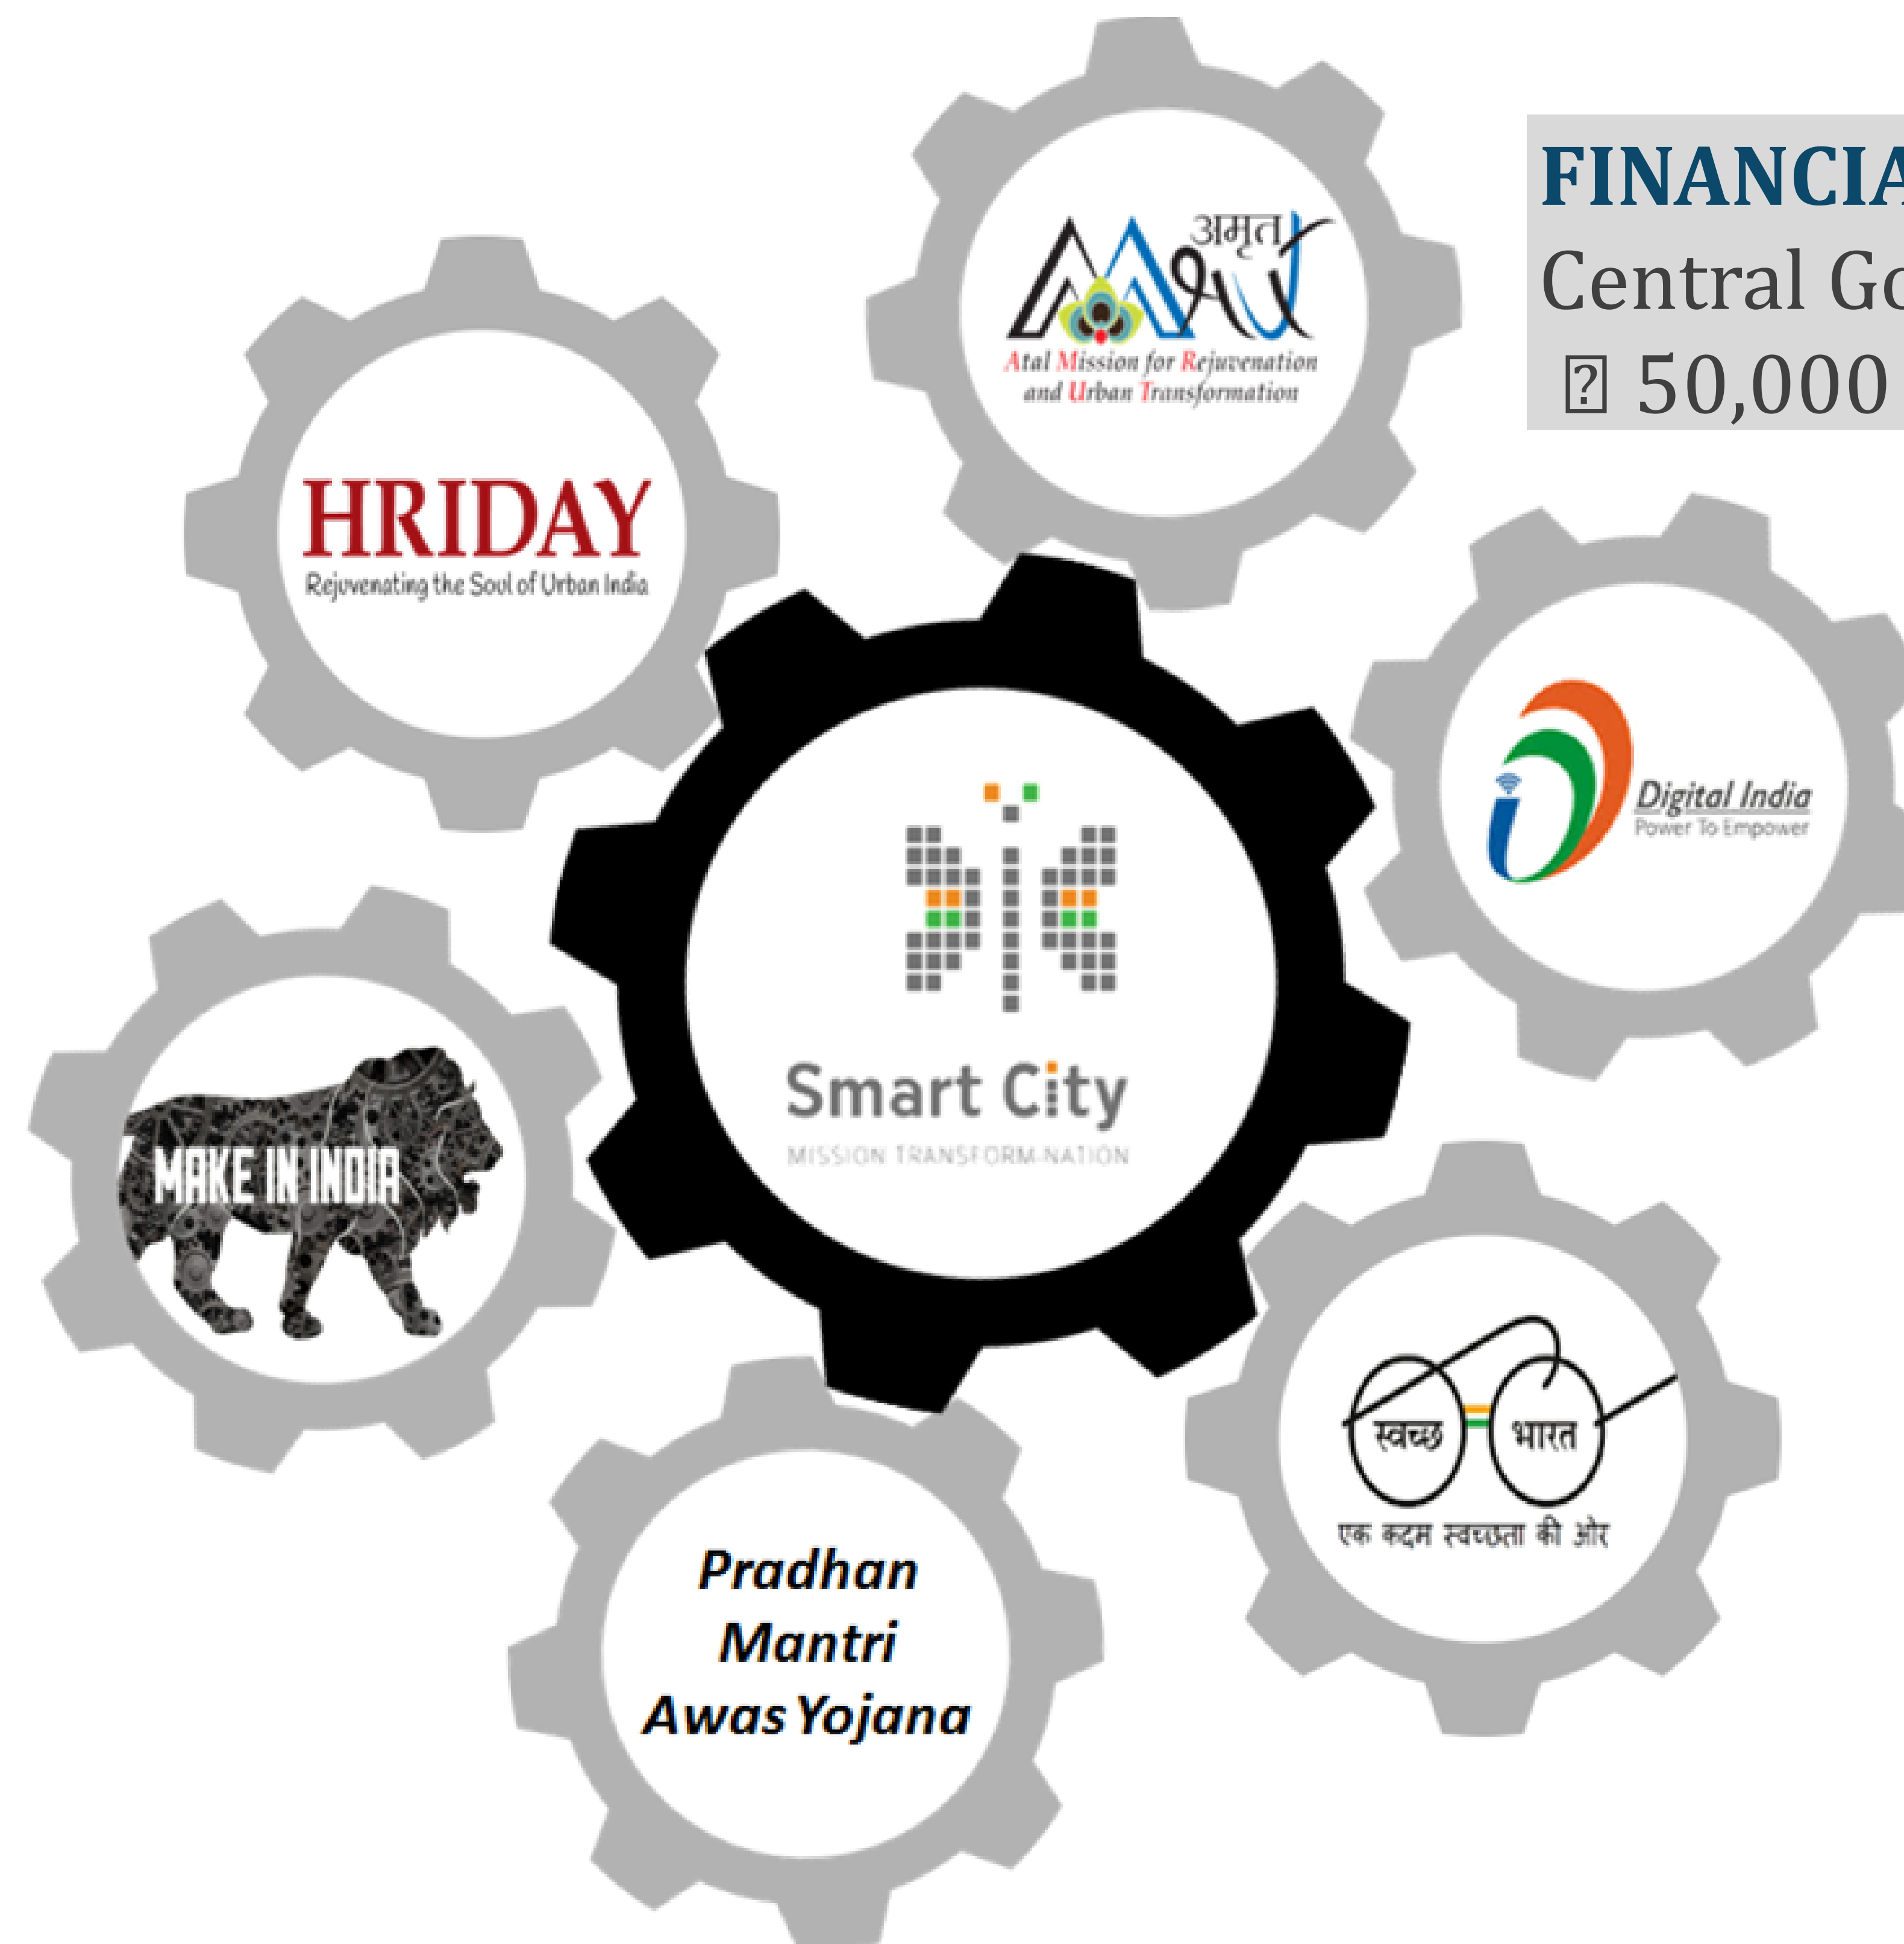 अमृत
Atal Mission for Rejuvenation
and Urban Transformation
FINANCIA
Central Go
50,000
HRIDAY
Rejuvenating the Soul of Urban India
Digital India
Power To Empower
Smart City
MISSION TRANSFORM-NATION
MAKE IN INDIA
स्वच्छ भारत
एक कदम स्वच्छता की ओर
Pradhan
Mantri
Awas Yojana